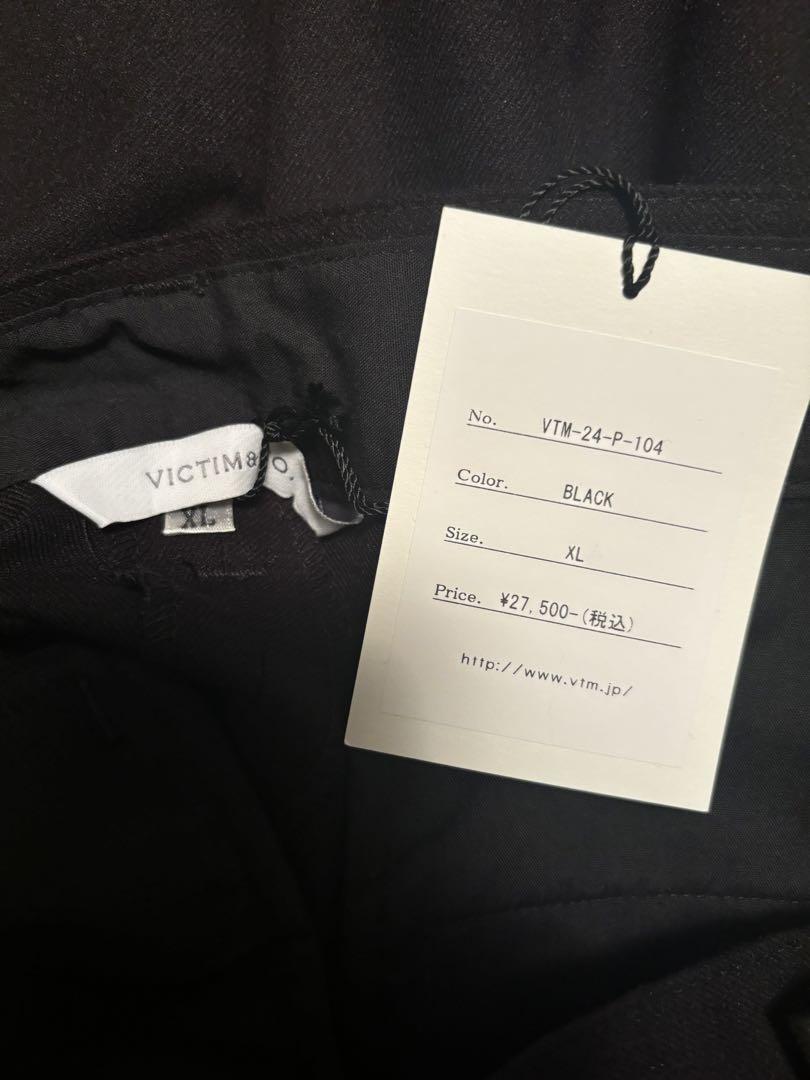 VICTIM&
O.
XL
No. VTM-24-P-104
Color. BLACK
Size. XL
Price. ¥27,500-(税込)
http://www.vtm.jp/